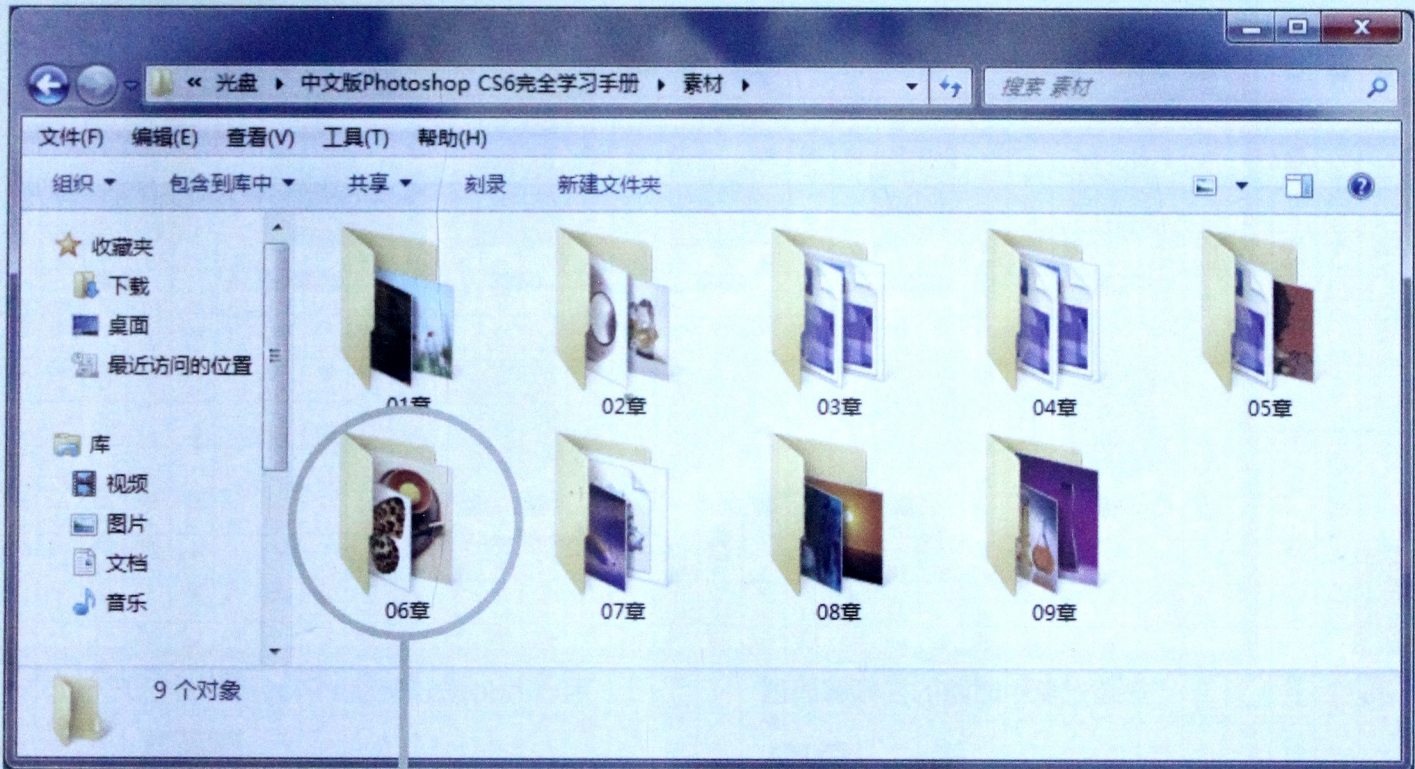 « 光盘 ▸ 中文版Photoshop CS6完全学习手册 ▸ 素材 ▸ 搜索 素材
文件(F) 编辑(E) 查看(V) 工具(T) 帮助(H)
组织 包含到库中 共享 刻录 新建文件夹
收藏夹
下载
桌面
最近访问的位置
库
视频
图片
文档
音乐
01章 02章 03章 04章 05章
06章 07章 08章 09章
9 个对象